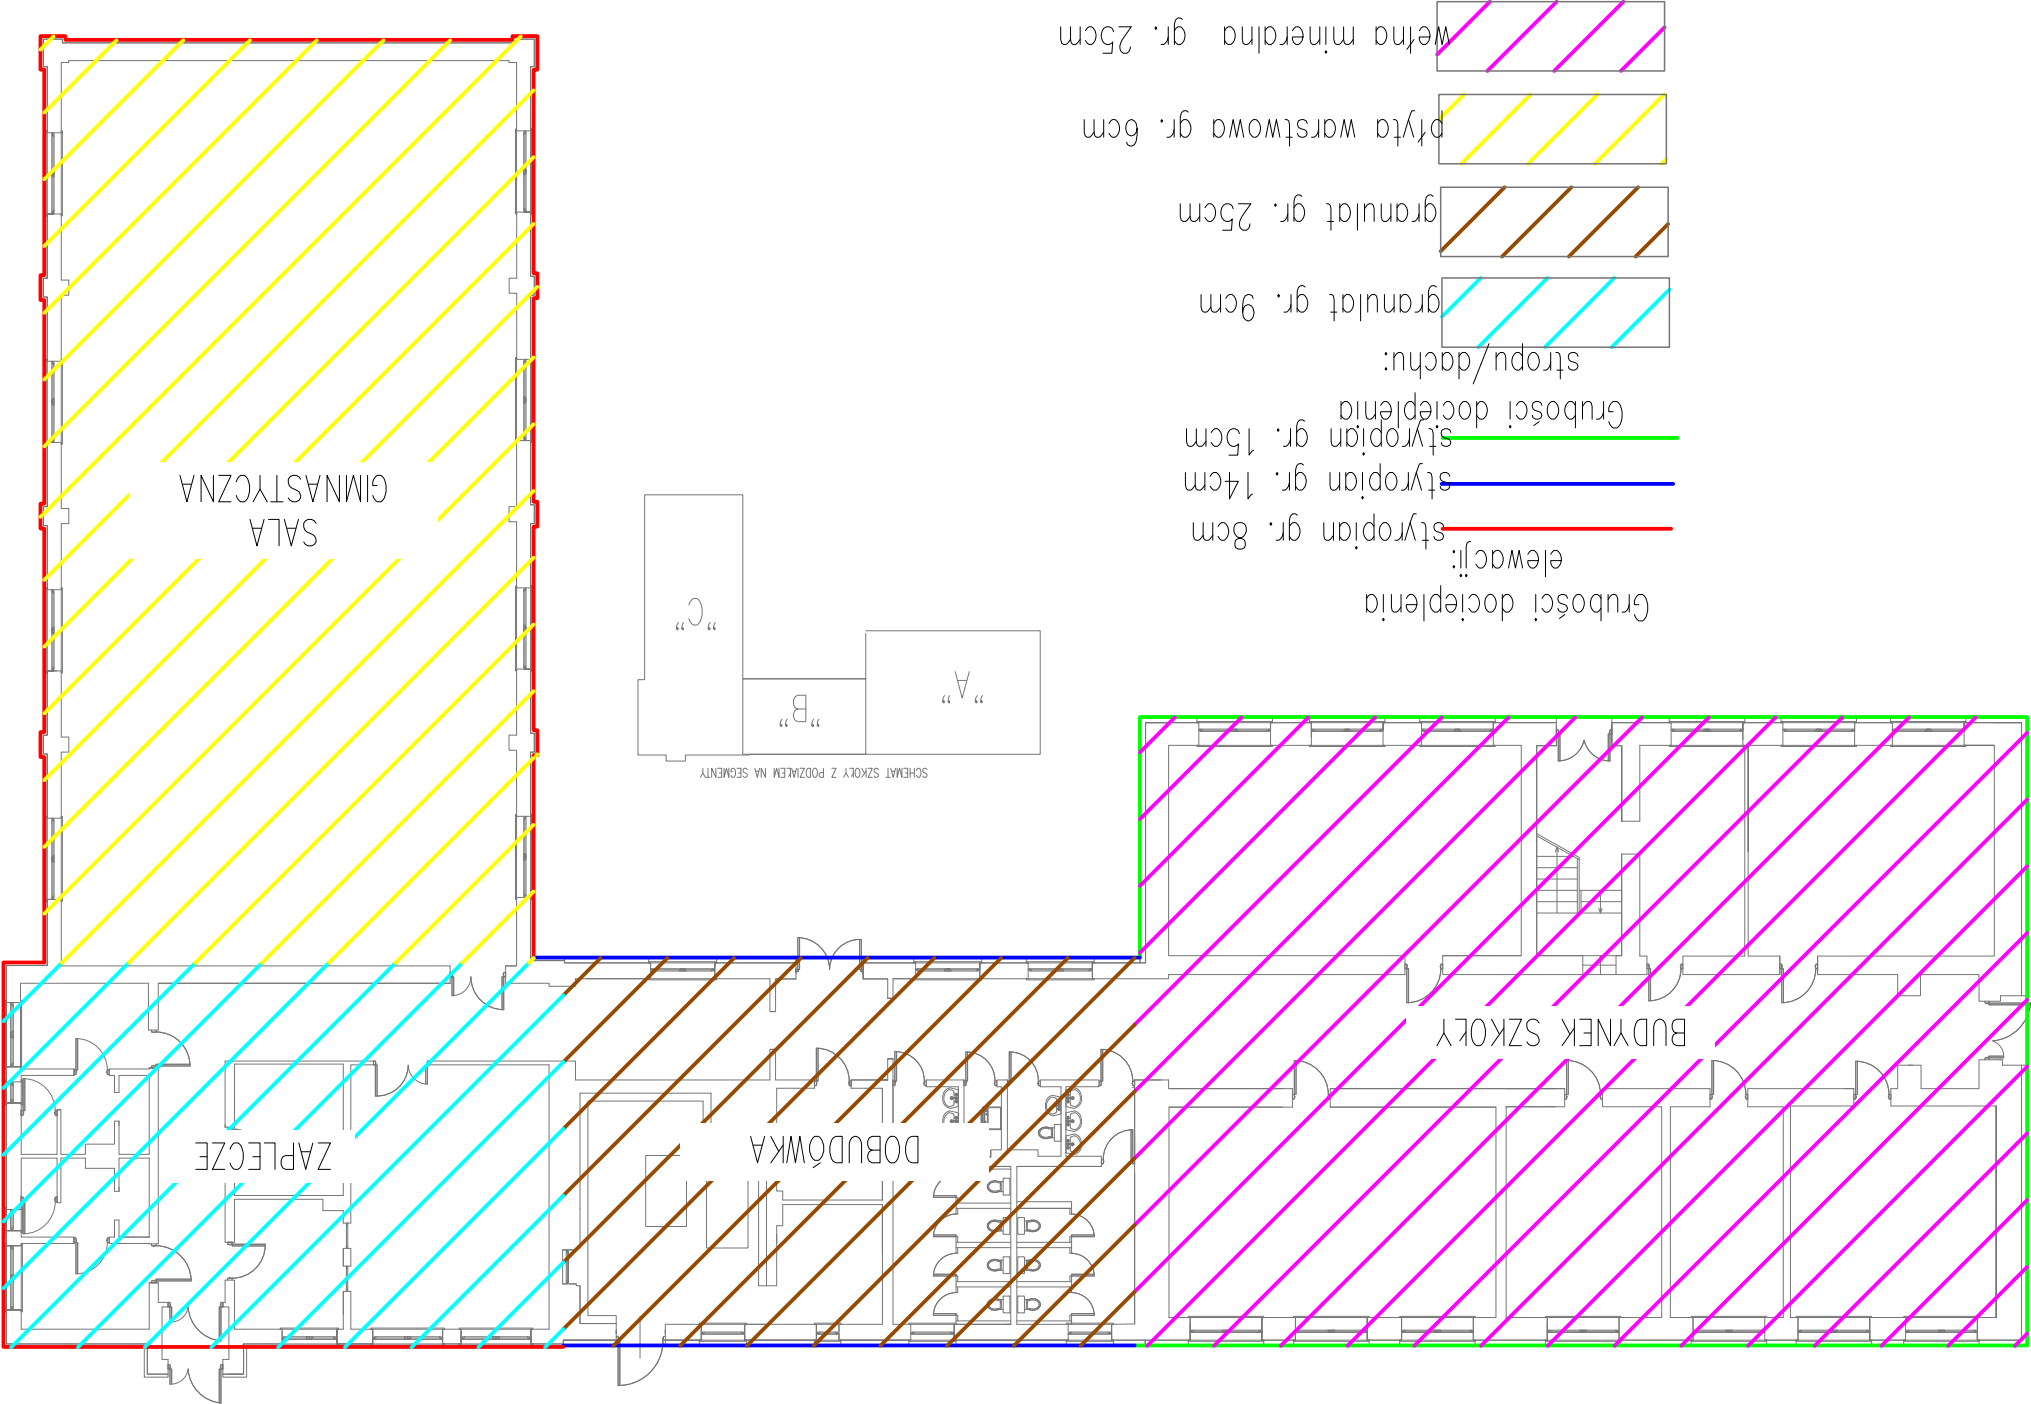 DOBUDÓWKA
ZAPLECZE
BUDYNEK SZKOŁY
SCHEMAT SZKOŁY Z PODZIAŁEM NA SEGMENTY
"A"
"B"
"C"
Grubości docieplenia
elewacji:
styropian gr. 8cm
styropian gr. 14cm
styropian gr. 15cm
Grubości docieplenia
stropu/dachu:
granulat gr. 9cm
granulat gr. 25cm
płyta warstwowa gr. 6cm
wełna mineralna gr. 25cm
SALA
GIMNASTYCZNA